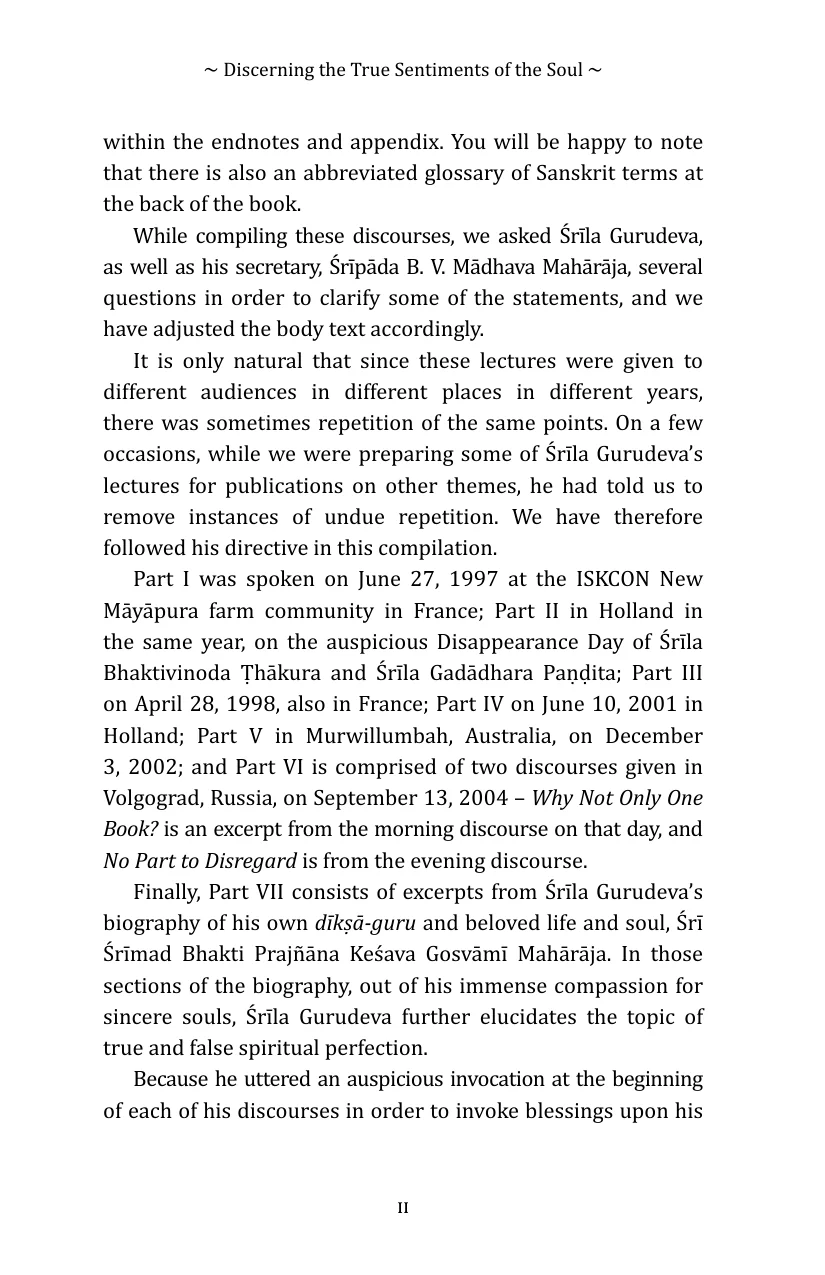 ~ Discerning the True Sentiments of the Soul ~
within the endnotes and appendix. You will be happy to note
that there is also an abbreviated glossary of Sanskrit terms at
the back of the book.
While compiling these discourses, we asked Śrīla Gurudeva,
as well as his secretary, Śrīpāda B. V. Mādhava Mahārāja, several
questions in order to clarify some of the statements, and we
have adjusted the body text accordingly.
It is only natural that since these lectures were given to
different audiences in different places in different years,
there was sometimes repetition of the same points. On a few
occasions, while we were preparing some of Śrīla Gurudeva’s
lectures for publications on other themes, he had told us to
remove instances of undue repetition. We have therefore
followed his directive in this compilation.
Part I was spoken on June 27, 1997 at the ISKCON New
Māyāpura farm community in France; Part II in Holland in
the same year, on the auspicious Disappearance Day of Śrīla
Bhaktivinoda Ṭhākura and Śrīla Gadādhara Paṇḍita; Part III
on April 28, 1998, also in France; Part IV on June 10, 2001 in
Holland; Part V in Murwillumbah, Australia, on December
3, 2002; and Part VI is comprised of two discourses given in
Volgograd, Russia, on September 13, 2004 – Why Not Only One
Book? is an excerpt from the morning discourse on that day, and
No Part to Disregard is from the evening discourse.
Finally, Part VII consists of excerpts from Śrīla Gurudeva’s
biography of his own dīkṣā-guru and beloved life and soul, Śrī
Śrīmad Bhakti Prajñāna Keśava Gosvāmī Mahārāja. In those
sections of the biography, out of his immense compassion for
sincere souls, Śrīla Gurudeva further elucidates the topic of
true and false spiritual perfection.
Because he uttered an auspicious invocation at the beginning
of each of his discourses in order to invoke blessings upon his
II